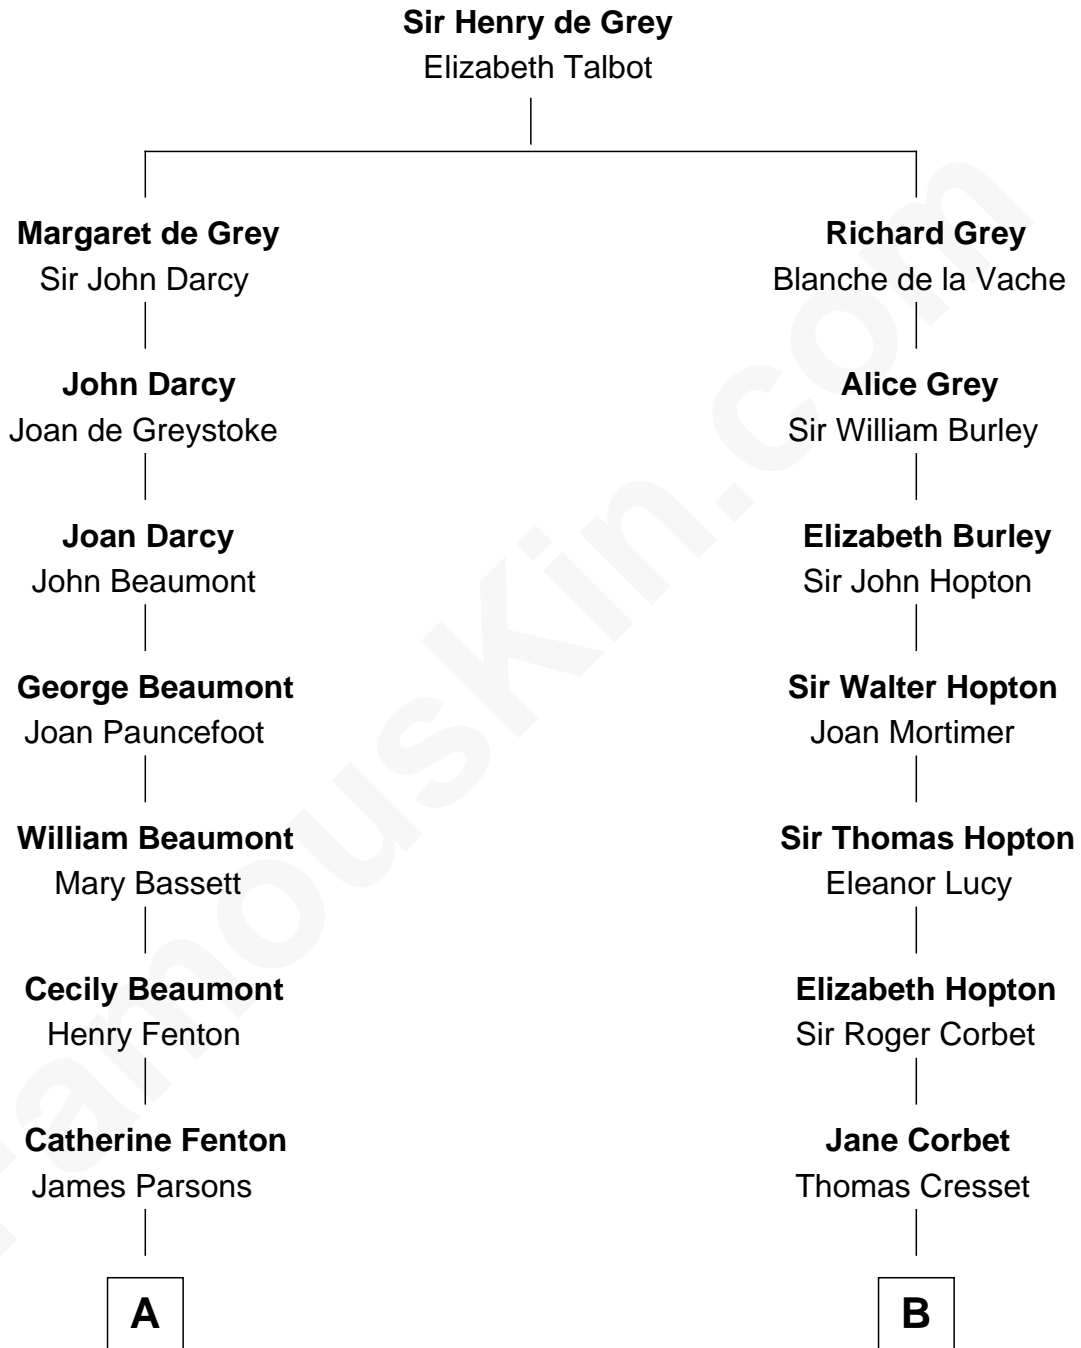 Sir Henry de Grey
Elizabeth Talbot
Margaret de Grey
Sir John Darcy
John Darcy
Joan de Greystoke
Joan Darcy
John Beaumont
George Beaumont
Joan Pauncefoot
William Beaumont
Mary Bassett
Cecily Beaumont
Henry Fenton
Catherine Fenton
James Parsons
A
Richard Grey
Blanche de la Vache
Alice Grey
Sir William Burley
Elizabeth Burley
Sir John Hopton
Sir Walter Hopton
Joan Mortimer
Sir Thomas Hopton
Eleanor Lucy
Elizabeth Hopton
Sir Roger Corbet
Jane Corbet
Thomas Cresset
B
FamousKin.com